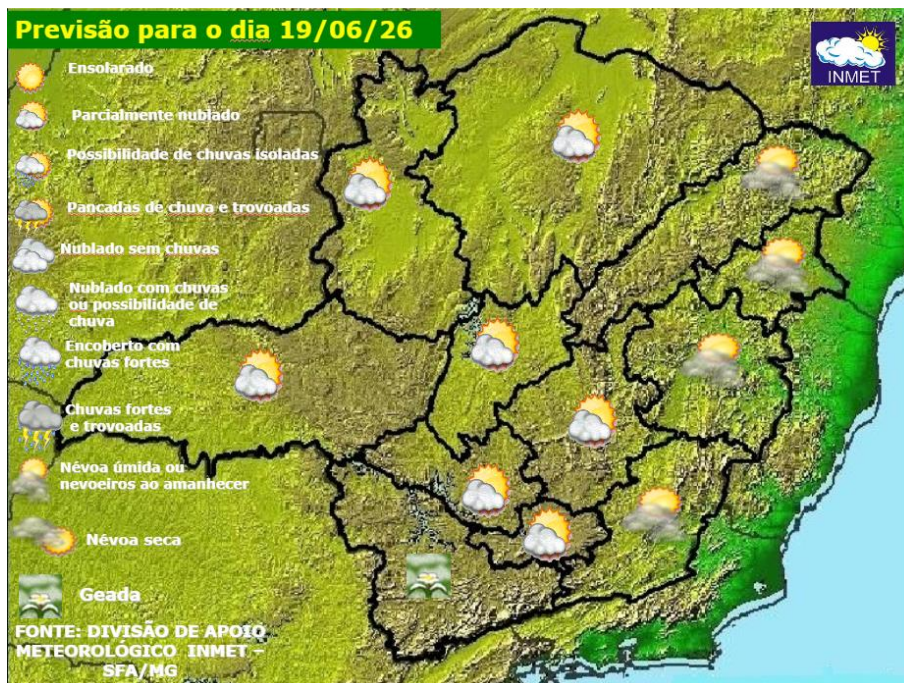 Previsão para o dia 19/06/26
INMET
Ensolarado
Parcialmente nublado
Possibilidade de chuvas isoladas
Pancadas de chuva e trovoadas
Nublado sem chuvas
Nublado com chuvas
ou possibilidade de
chuva
Encoberto com
chuvas fortes
Chuvas fortes
e trovoadas
Névoa úmida ou
nevoeiros ao amanhecer
Névoa seca
Geada
FONTE: DIVISÃO DE APOIO
METEOROLÓGICO INMET –
SFA/MG